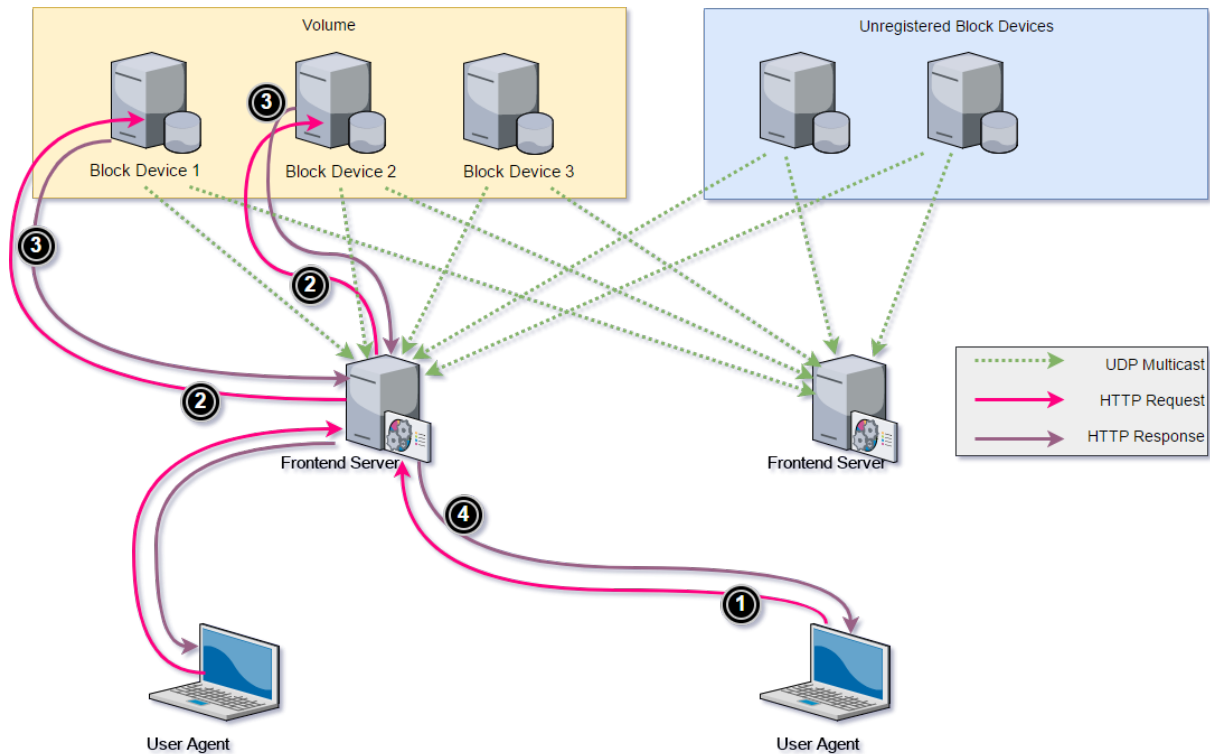 Volume
Unregistered Block Devices
3
3
Block Device 1
Block Device 2
Block Device 3
3
2
2
UDP Multicast
HTTP Request
HTTP Response
Frontend Server
Frontend Server
4
1
User Agent
User Agent